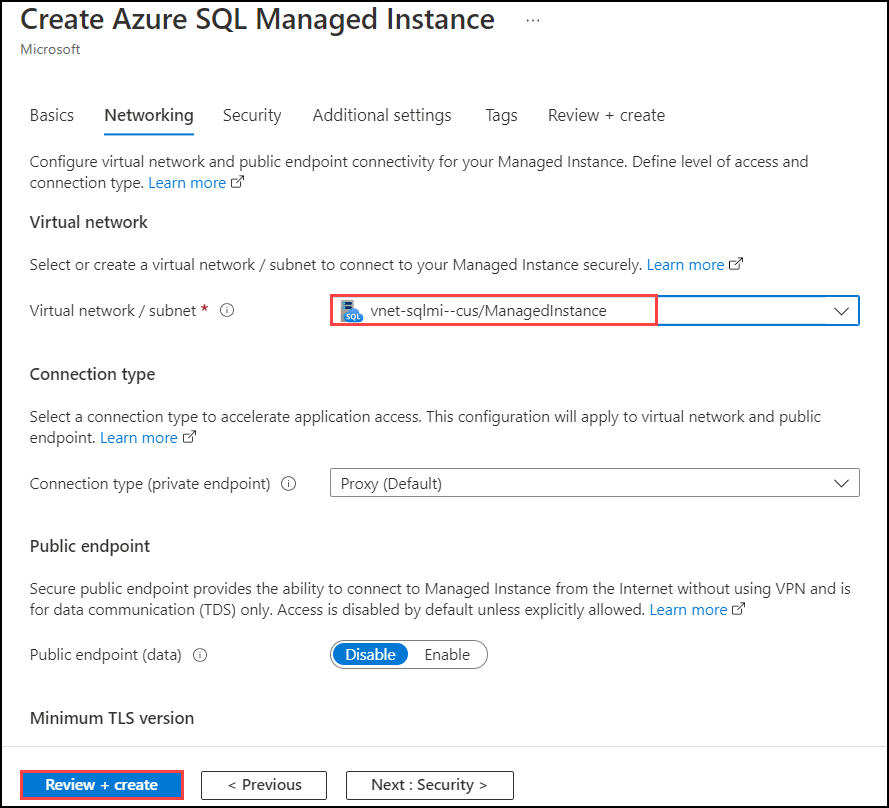 Create Azure SQL Managed Instance ...
Microsoft
Basics Networking Security Additional settings Tags Review + create
Configure virtual network and public endpoint connectivity for your Managed Instance. Define level of access and
connection type. Learn more
Virtual network
Select or create a virtual network / subnet to connect to your Managed Instance securely. Learn more
Virtual network / subnet * SQL vnet-sqlmi--cus/ManagedInstance
Connection type
Select a connection type to accelerate application access. This configuration will apply to virtual network and public
endpoint. Learn more
Connection type (private endpoint) Proxy (Default)
Public endpoint
Secure public endpoint provides the ability to connect to Managed Instance from the Internet without using VPN and is
for data communication (TDS) only. Access is disabled by default unless explicitly allowed. Learn more
Public endpoint (data) Disable Enable
Minimum TLS version
Review + create < Previous Next : Security >